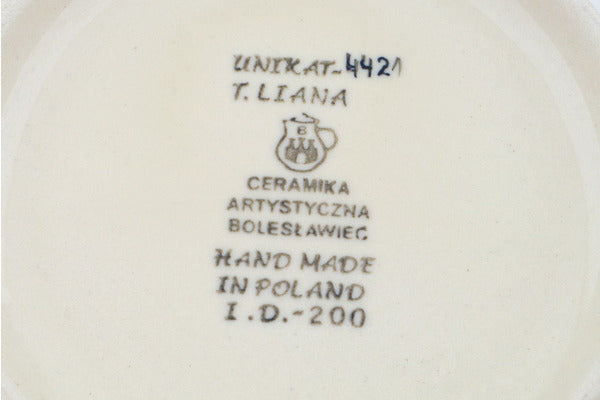 UNIKAT-4421
T. LIANA
B
CERAMIKA
ARTYSTYCZNA
BOLESŁAWIEC
HAND MADE
IN POLAND
I.D.-200